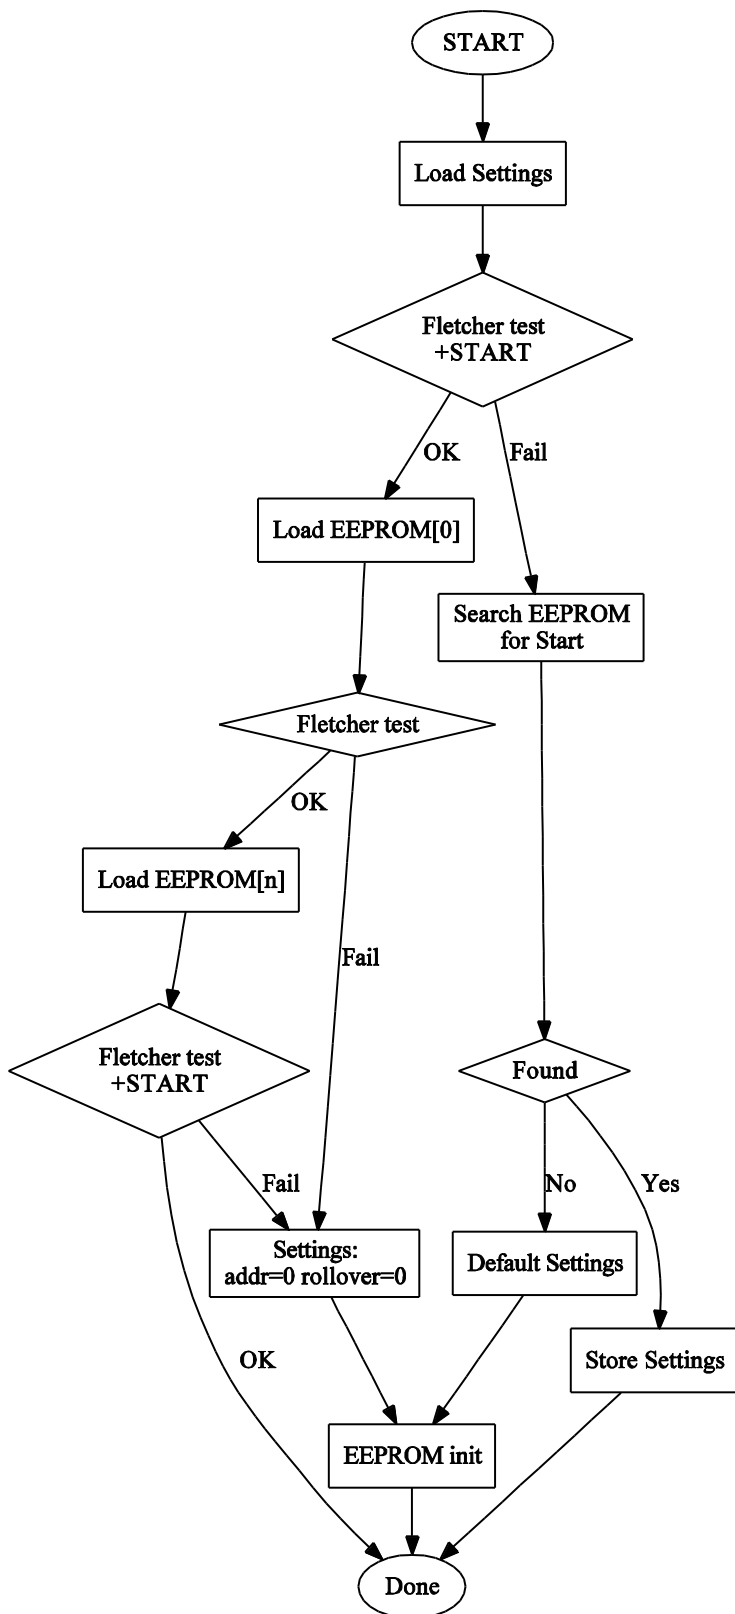 START
Load Settings
Fletcher test
+START
OK
Fail
Load EEPROM[0]
Search EEPROM
for Start
Fletcher test
OK
Load EEPROM[n]
Fail
Fletcher test
+START
Found
Fail
No
Yes
Settings:
addr=0 rollover=0
Default Settings
OK
Store Settings
EEPROM init
Done